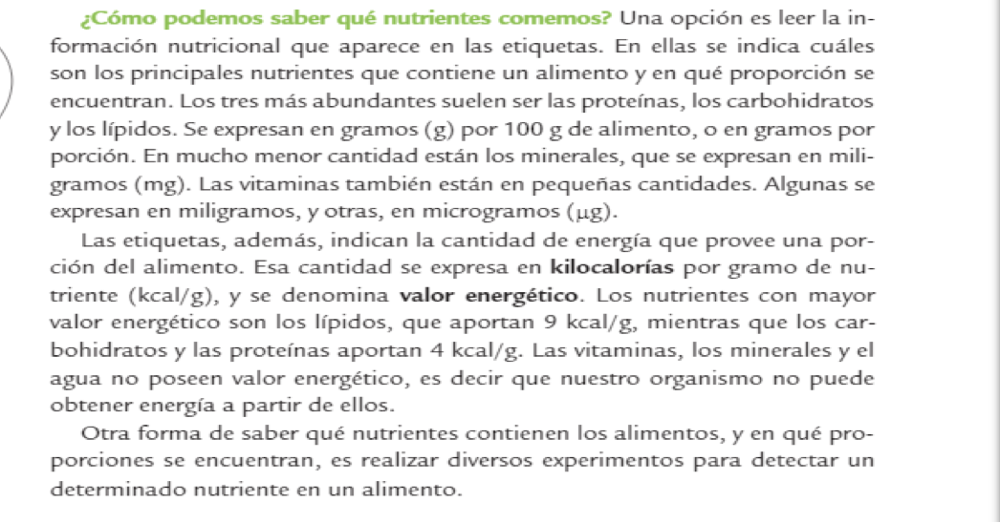 ¿Cómo podemos saber qué nutrientes comemos? Una opción es leer la in-
formación nutricional que aparece en las etiquetas. En ellas se indica cuáles
son los principales nutrientes que contiene un alimento y en qué proporción se
encuentran. Los tres más abundantes suelen ser las proteínas, los carbohidratos
y los lípidos. Se expresan en gramos (g) por 100 g de alimento, o en gramos por
porción. En mucho menor cantidad están los minerales, que se expresan en mili-
gramos (mg). Las vitaminas también están en pequeñas cantidades. Algunas se
expresan en miligramos, y otras, en microgramos (µg).
Las etiquetas, además, indican la cantidad de energía que provee una por-
ción del alimento. Esa cantidad se expresa en kilocalorías por gramo de nu-
triente (kcal/g), y se denomina valor energético. Los nutrientes con mayor
valor energético son los lípidos, que aportan 9 kcal/g, mientras que los car-
bohidratos y las proteínas aportan 4 kcal/g. Las vitaminas, los minerales y el
agua no poseen valor energético, es decir que nuestro organismo no puede
obtener energía a partir de ellos.
Otra forma de saber qué nutrientes contienen los alimentos, y en qué pro-
porciones se encuentran, es realizar diversos experimentos para detectar un
determinado nutriente en un alimento.